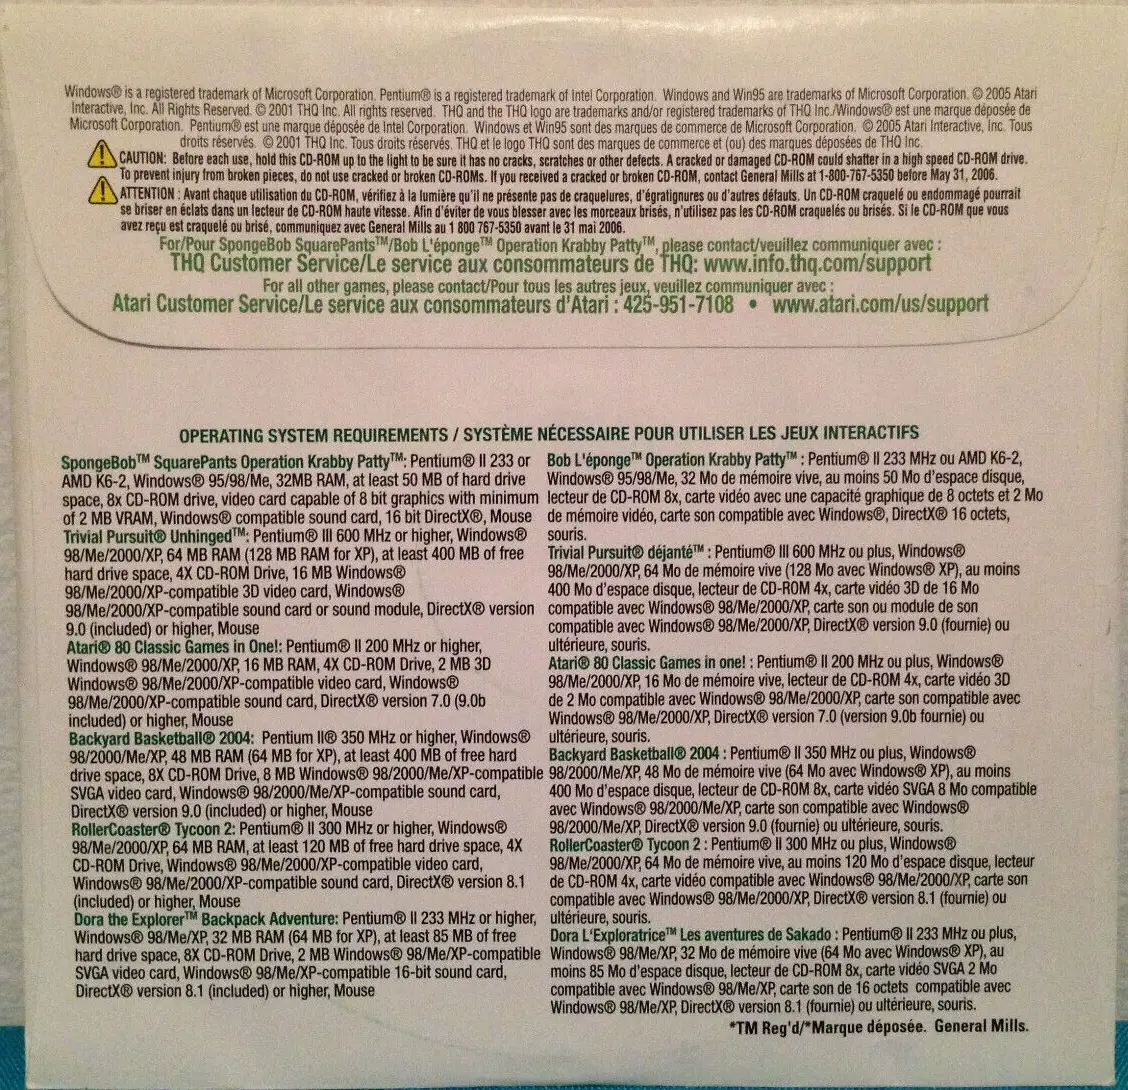 Windows® is a registered trademark of Microsoft Corporation. Pentium® is a registered trademark of Intel Corporation. Windows and Win95 are trademarks of Microsoft Corporation. © 2005 Atari
Interactive, Inc. All Rights Reserved. © 2001 THQ Inc. All rights reserved. THQ and the THQ logo are trademarks and/or registered trademarks of THQ Inc./Windows® est une marque déposée de
Microsoft Corporation. Pentium® est une marque déposée de Intel Corporation. Windows et Win95 sont des marques de commerce de Microsoft Corporation. © 2005 Atari Interactive, Inc. Tous
droits réservés. © 2001 THQ Inc. Tous droits réservés. THQ et le logo THQ sont des marques de commerce et (ou) des marques déposées de THQ Inc.
CAUTION: Before each use, hold this CD-ROM up to the light to be sure it has no cracks, scratches or other defects. A cracked or damaged CD-ROM could shatter in a high speed CD-ROM drive.
To prevent injury from broken pieces, do not use cracked or broken CD-ROMs. If you received a cracked or broken CD-ROM, contact General Mills at 1-800-767-5350 before May 31, 2006.
ATTENTION : Avant chaque utilisation du CD-ROM, vérifiez à la lumière qu'il ne présente pas de craquelures, d'égratignures ou d'autres défauts. Un CD-ROM craquelé ou endommagé pourrait
se briser en éclats dans un lecteur de CD-ROM haute vitesse. Afin d'éviter de vous blesser avec les morceaux brisés, n'utilisez pas les CD-ROM craquelés ou brisés. Si le CD-ROM que vous
avez reçu est craquelé ou brisé, communiquez avec General Mills au 1 800 767-5350 avant le 31 mai 2006.
For/Pour SpongeBob SquarePants™/Bob L'éponge™ Operation Krabby Patty™, please contact/veuillez communiquer avec :
THQ Customer Service/Le service aux consommateurs de THQ: www.info.thq.com/support
For all other games, please contact/Pour tous les autres jeux, veuillez communiquer avec :
Atari Customer Service/Le service aux consommateurs d'Atari : 425-951-7108 • www.atari.com/us/support
OPERATING SYSTEM REQUIREMENTS / SYSTÈME NÉCESSAIRE POUR UTILISER LES JEUX INTERACTIFS
SpongeBob™ SquarePants Operation Krabby Patty™: Pentium® II 233 or
AMD K6-2, Windows® 95/98/Me, 32MB RAM, at least 50 MB of hard drive
space, 8x CD-ROM drive, video card capable of 8 bit graphics with minimum
of 2 MB VRAM, Windows® compatible sound card, 16 bit DirectX®, Mouse
Trivial Pursuit® Unhinged™: Pentium® III 600 MHz or higher, Windows®
98/Me/2000/XP, 64 MB RAM (128 MB RAM for XP), at least 400 MB of free
hard drive space, 4X CD-ROM Drive, 16 MB Windows®
98/Me/2000/XP-compatible 3D video card, Windows®
98/Me/2000/XP-compatible sound card or sound module, DirectX® version
9.0 (included) or higher, Mouse
Atari® 80 Classic Games in One!: Pentium® II 200 MHz or higher,
Windows® 98/Me/2000/XP, 16 MB RAM, 4X CD-ROM Drive, 2 MB 3D
Windows® 98/Me/2000/XP-compatible video card, Windows®
98/Me/2000/XP-compatible sound card, DirectX® version 7.0 (9.0b
included) or higher, Mouse
Backyard Basketball® 2004: Pentium II® 350 MHz or higher, Windows®
98/2000/Me/XP, 48 MB RAM (64 MB for XP), at least 400 MB of free hard
drive space, 8X CD-ROM Drive, 8 MB Windows® 98/2000/Me/XP-compatible
SVGA video card, Windows® 98/2000/Me/XP-compatible sound card,
DirectX® version 9.0 (included) or higher, Mouse
RollerCoaster® Tycoon 2: Pentium® II 300 MHz or higher, Windows®
98/Me/2000/XP, 64 MB RAM, at least 120 MB of free hard drive space, 4X
CD-ROM Drive, Windows® 98/Me/2000/XP-compatible video card,
Windows® 98/Me/2000/XP-compatible sound card, DirectX® version 8.1
(included) or higher, Mouse
Dora the Explorer™ Backpack Adventure: Pentium® II 233 MHz or higher,
Windows® 98/Me/XP, 32 MB RAM (64 MB for XP), at least 85 MB of free
hard drive space, 8X CD-ROM Drive, 2 MB Windows® 98/Me/XP-compatible
SVGA video card, Windows® 98/Me/XP-compatible 16-bit sound card,
DirectX® version 8.1 (included) or higher, Mouse
Bob L'éponge™ Operation Krabby Patty™ : Pentium® II 233 MHz ou AMD K6-2,
Windows® 95/98/Me, 32 Mo de mémoire vive, au moins 50 Mo d'espace disque,
lecteur de CD-ROM 8x, carte vidéo avec une capacité graphique de 8 octets et 2 Mo
de mémoire vidéo, carte son compatible avec Windows®, DirectX® 16 octets,
souris.
Trivial Pursuit® déjanté™ : Pentium® III 600 MHz ou plus, Windows®
98/Me/2000/XP, 64 Mo de mémoire vive (128 Mo avec Windows® XP), au moins
400 Mo d'espace disque, lecteur de CD-ROM 4x, carte vidéo 3D de 16 Mo
compatible avec Windows® 98/Me/2000/XP, carte son ou module de son
compatible avec Windows® 98/Me/2000/XP, DirectX® version 9.0 (fournie) ou
ultérieure, souris.
Atari® 80 Classic Games in one! : Pentium® II 200 MHz ou plus, Windows®
98/Me/2000/XP, 16 Mo de mémoire vive, lecteur de CD-ROM 4x, carte vidéo 3D
de 2 Mo compatible avec Windows® 98/Me/2000/XP, carte son compatible avec
Windows® 98/Me/2000/XP, DirectX® version 7.0 (version 9.0b fournie) ou
ultérieure, souris.
Backyard Basketball® 2004 : Pentium® II 350 MHz ou plus, Windows®
98/2000/Me/XP, 48 Mo de mémoire vive (64 Mo avec Windows® XP), au moins
400 Mo d'espace disque, lecteur de CD-ROM 8x, carte vidéo SVGA 8 Mo compatible
avec Windows® 98/2000/Me/XP, carte son compatible avec Windows®
98/2000/Me/XP, DirectX® version 9.0 (fournie) ou ultérieure, souris.
RollerCoaster® Tycoon 2 : Pentium® II 300 MHz ou plus, Windows®
98/Me/2000/XP, 64 Mo de mémoire vive, au moins 120 Mo d'espace disque, lecteur
de CD-ROM 4x, carte vidéo compatible avec Windows® 98/Me/2000/XP, carte son
compatible avec Windows® 98/Me/2000/XP, DirectX® version 8.1 (fournie) ou
ultérieure, souris.
Dora L'Exploratrice™ Les aventures de Sakado : Pentium® II 233 MHz ou plus,
Windows® 98/Me/XP, 32 Mo de mémoire vive (64 Mo avec Windows® XP), au
moins 85 Mo d'espace disque, lecteur de CD-ROM 8x, carte vidéo SVGA 2 Mo
compatible avec Windows® 98/Me/XP, carte son de 16 octets compatible avec
Windows® 98/Me/XP, DirectX® version 8.1 (fournie) ou ultérieure, souris.
*TM Reg'd/*Marque déposée. General Mills.